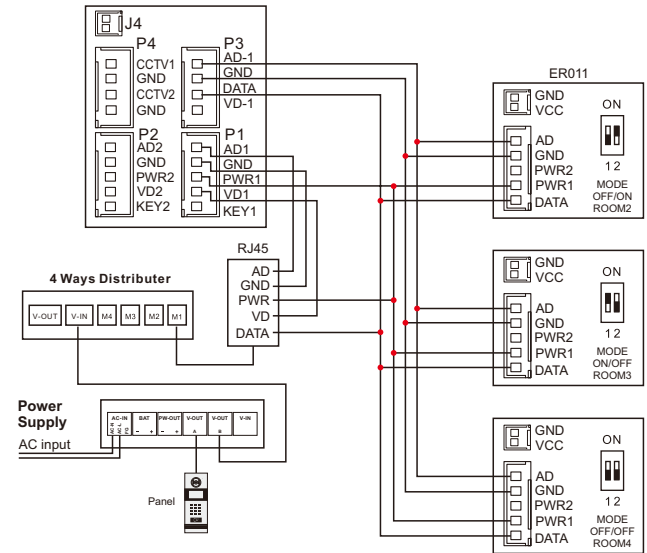 J4
P4
CCTV1
GND
CCTV2
GND
P3
AD-1
GND
DATA
VD-1
P2
AD2
GND
PWR2
VD2
KEY2
P1
AD1
GND
PWR1
VD1
KEY1
RJ45
AD
GND
PWR
VD
DATA
4 Ways Distributer
V-OUT V-IN M4 M3 M2 M1
Power
Supply
AC input
AC-IN BAT PW-OUT V-OUT V-OUT V-IN
AC-N AC-L FG - + - + A B
Panel
ER011
GND
VCC
ON
AD
GND
PWR2
PWR1
DATA
1 2
MODE
OFF/ON
ROOM2
GND
VCC
ON
AD
GND
PWR2
PWR1
DATA
1 2
MODE
ON/OFF
ROOM3
GND
VCC
ON
AD
GND
PWR2
PWR1
DATA
1 2
MODE
OFF/OFF
ROOM4